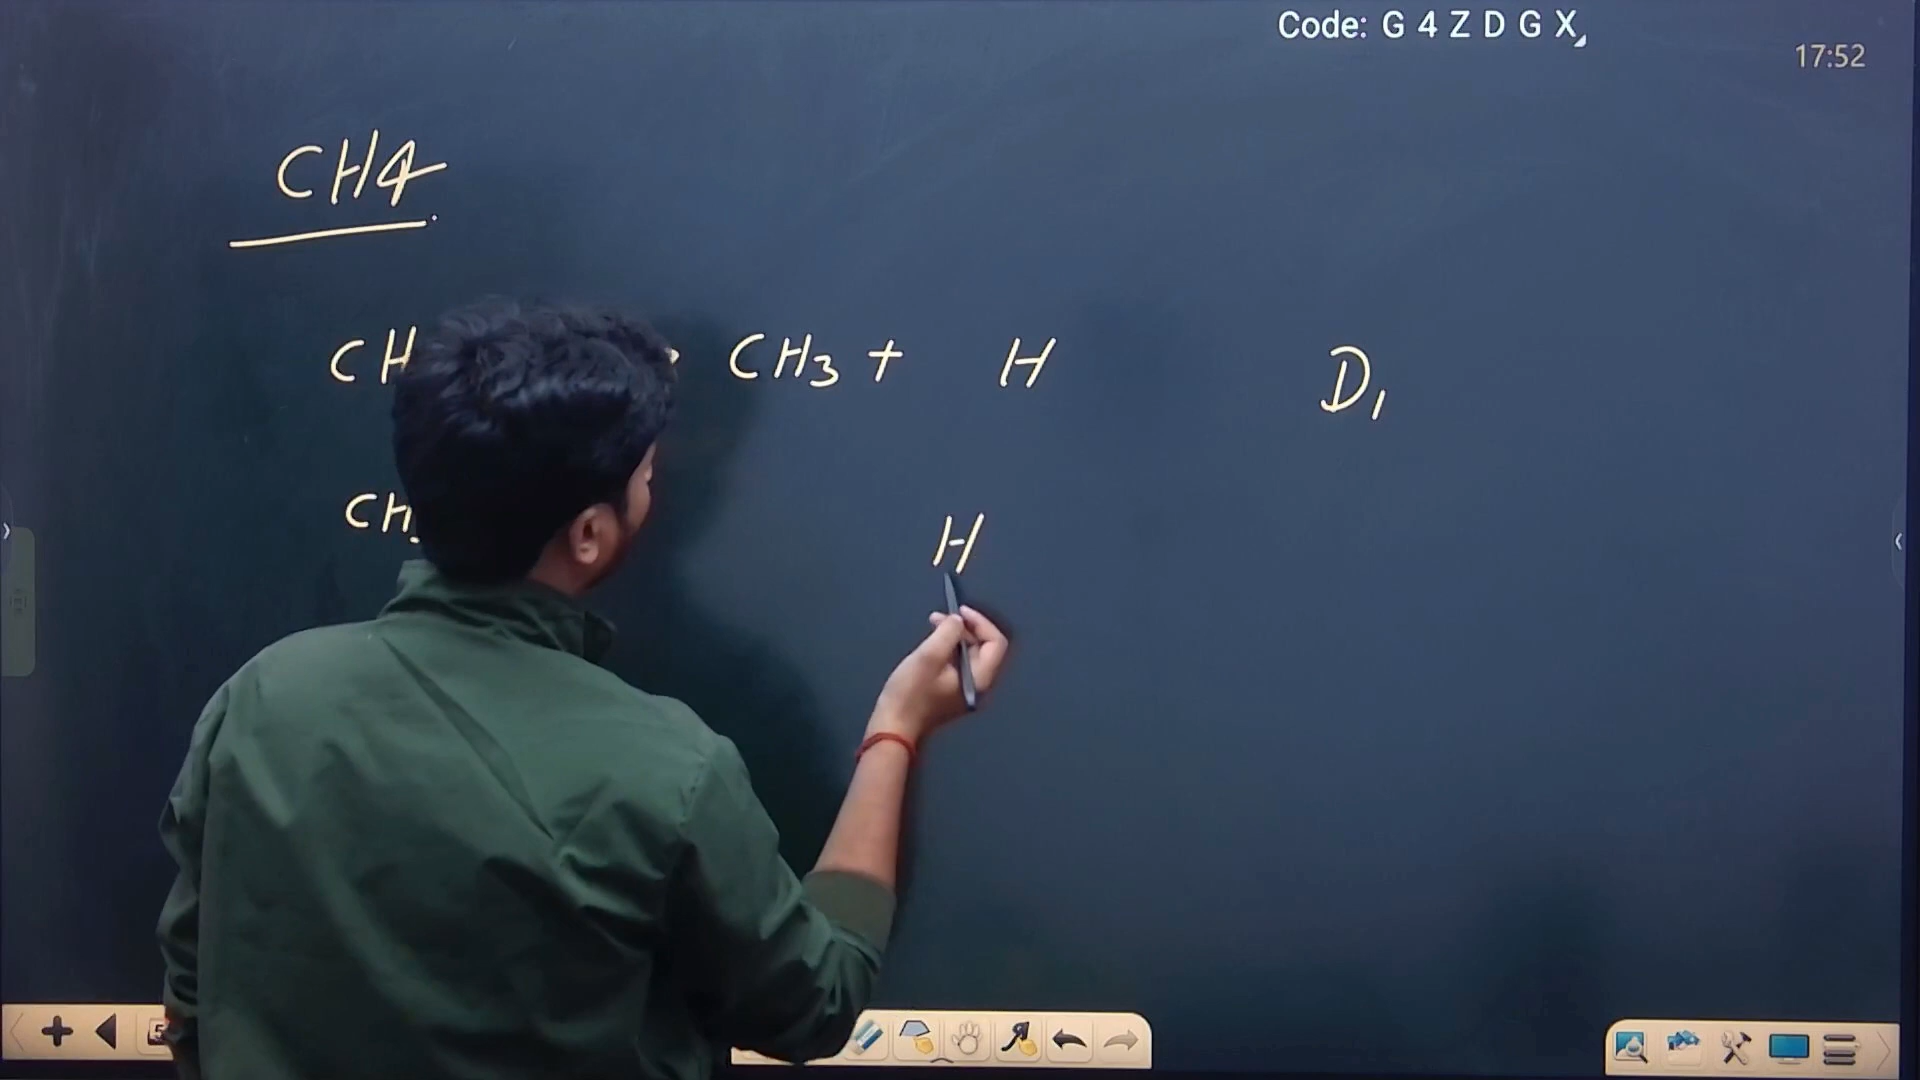 Code: G 4 Z D G X
17:52
CH4
CH CH3 + H D1
CH H